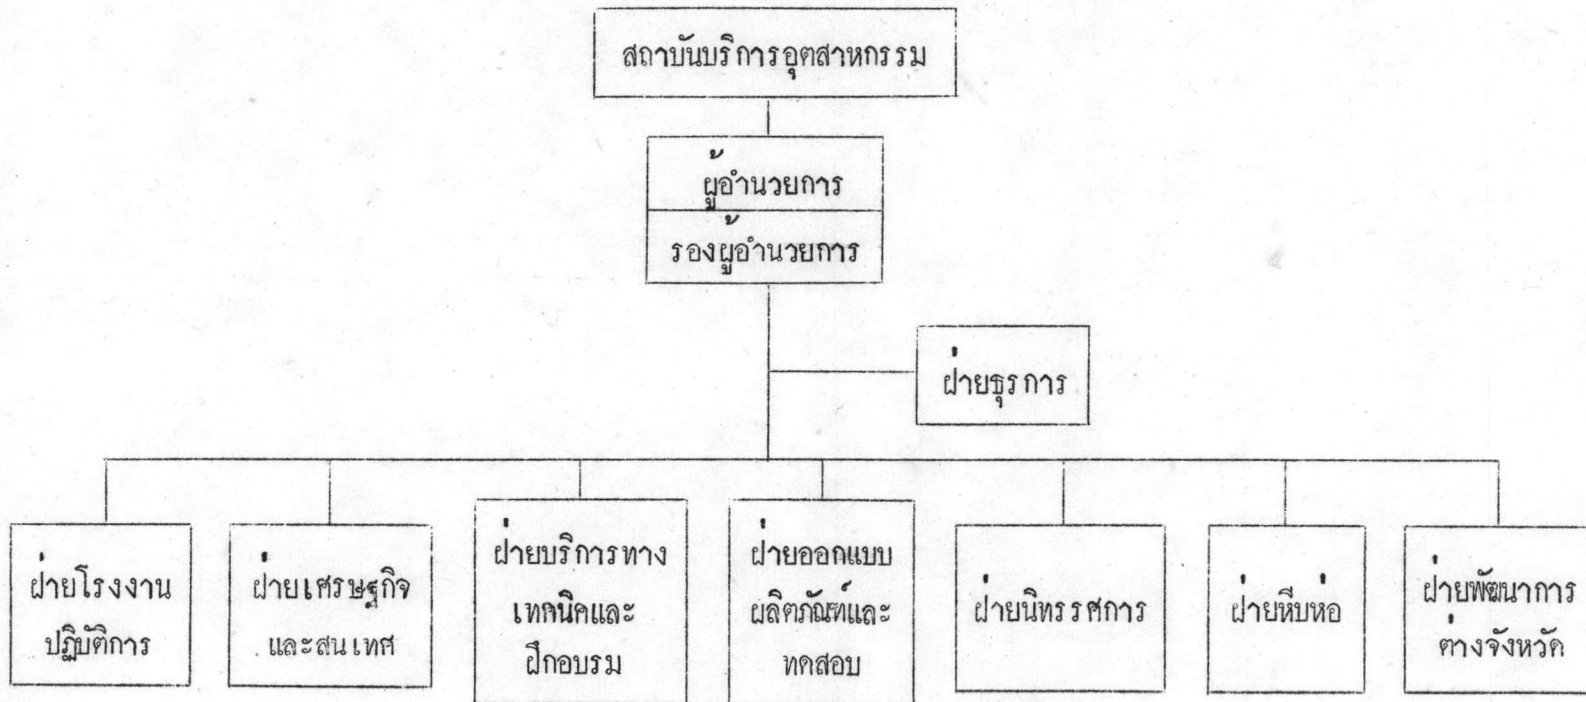 สถาบันบริการอุตสาหกรรม
ผู้อำนวยการ
รองผู้อำนวยการ
ฝ่ายธุรการ
ฝ่ายโรงงาน
ปฏิบัติการ
ฝ่ายเศรษฐกิจ
และสนเทศ
ฝ่ายบริการทาง
เทคนิคและ
ฝึกอบรม
ฝ่ายออกแบบ
ผลิตภัณฑ์และ
ทดสอบ
ฝ่ายนิทรรศการ
ฝ่ายหีบห่อ
ฝ่ายพัฒนาการ
ต่างจังหวัด